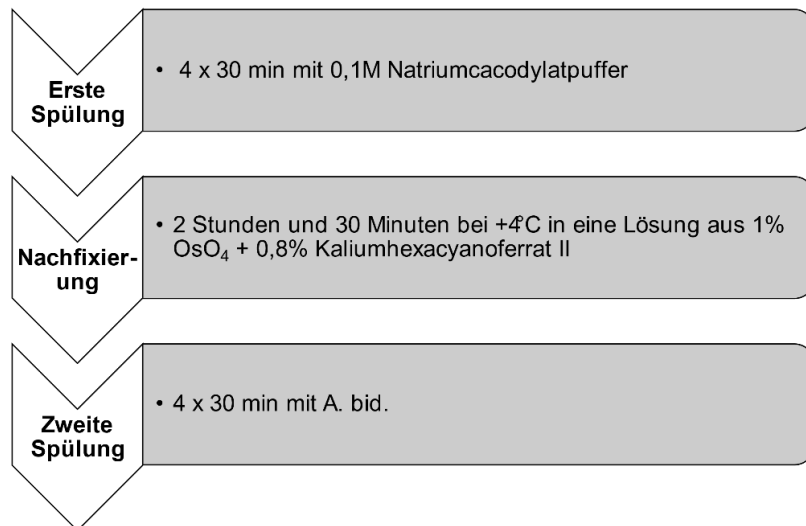 Erste
Spülung
• 4 x 30 min mit 0,1M Natriumcacodylatpuffer
Nachfixier-
ung
• 2 Stunden und 30 Minuten bei +4°C in eine Lösung aus 1%
OsO₄ + 0,8% Kaliumhexacyanoferrat II
Zweite
Spülung
• 4 x 30 min mit A. bid.